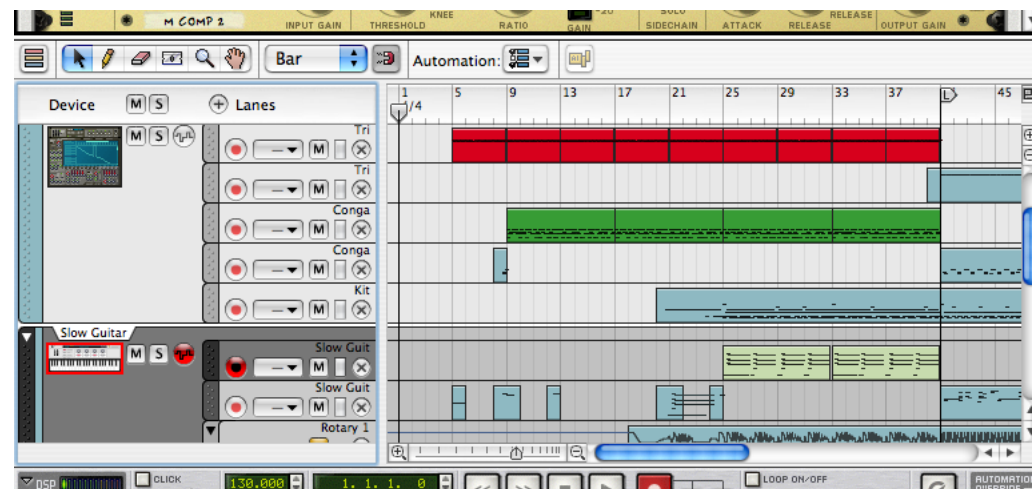 M COMP 2 INPUT GAIN THRESHOLD KNEE RATIO GAIN -20 SOLO SIDECHAIN ATTACK RELEASE RELEASE OUTPUT GAIN
Bar Automation:
Device M S Lanes
1 /4 5 9 13 17 21 25 29 33 37 L 45
M S Tri
M
Tri
M
Conga
M
Conga
M
Kit
M
Slow Guitar
M S Slow Guit
M
Slow Guit
M
Rotary 1
DSP CLICK 130.000 1. 1. 1. 0 LOOP ON/OFF AUTOMATION
OVERRIDE